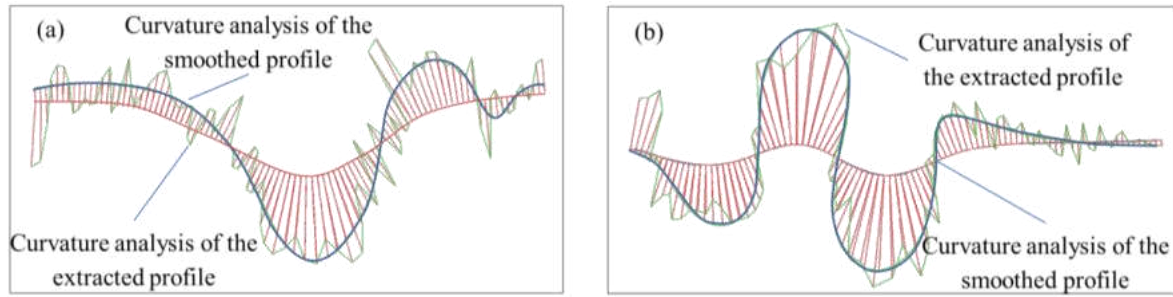 (a)
Curvature analysis of the
smoothed profile
Curvature analysis of the
extracted profile
(b)
Curvature analysis of
the extracted profile
Curvature analysis of the
smoothed profile